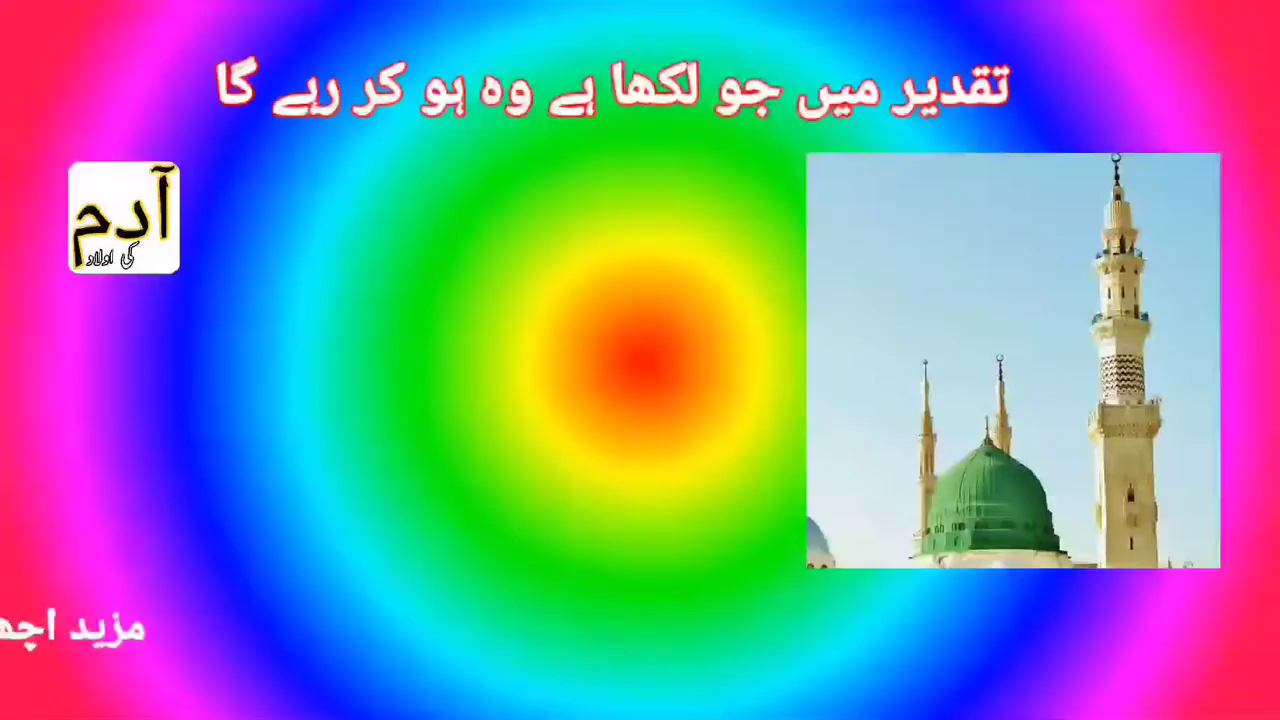 تقدیر میں جو لکھا ہے وہ ہو کر رہے گا
آدم
کی اولاد
مزید